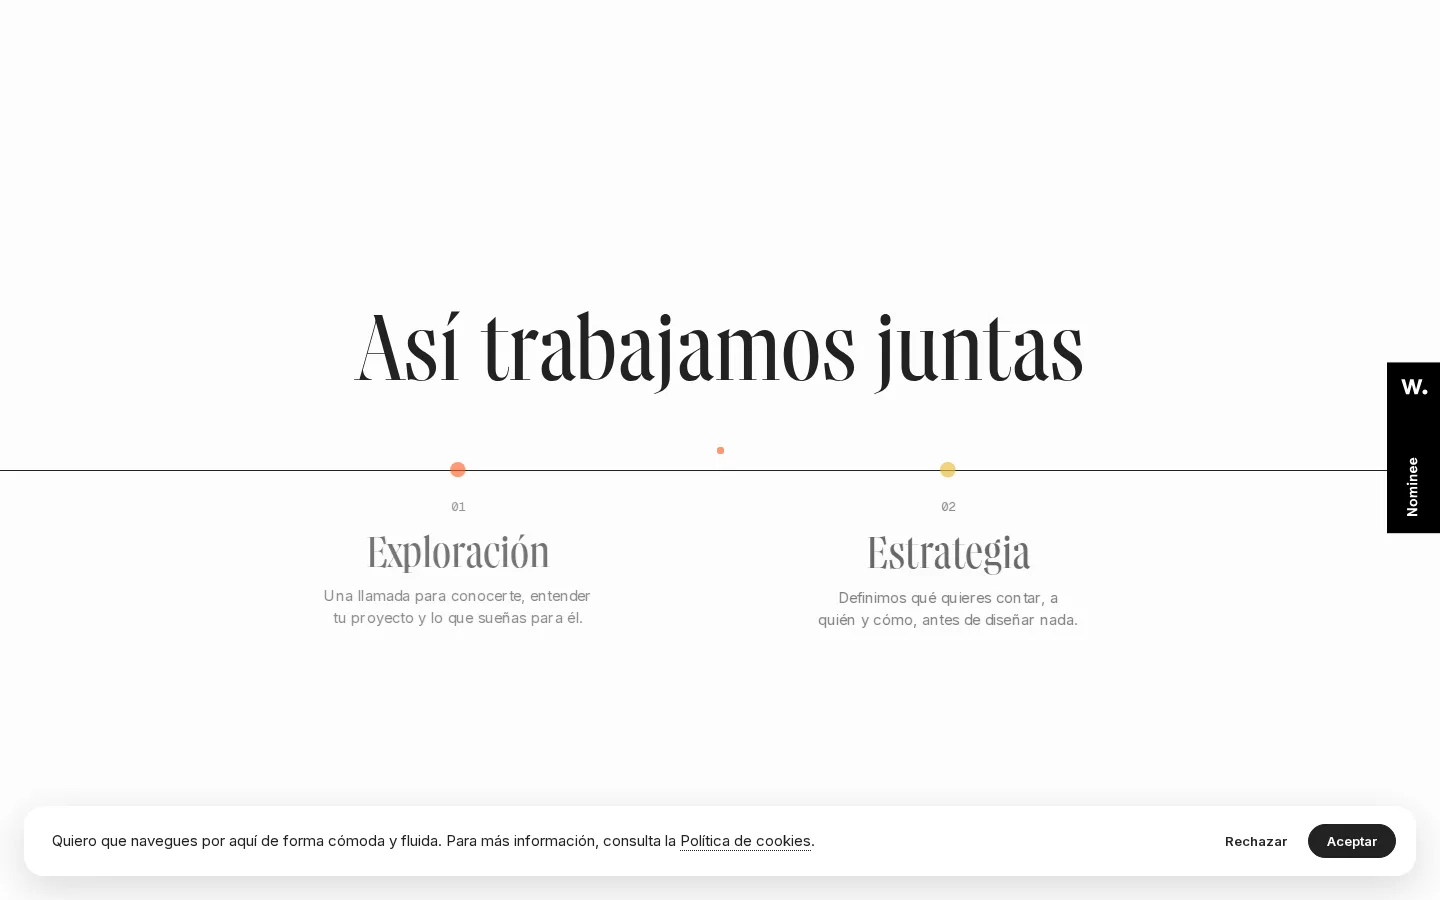 Así trabajamos juntas
W.
Nominee
01
Exploración
Una llamada para conocerte, entender
tu proyecto y lo que sueñas para él.
02
Estrategia
Definimos qué quieres contar, a
quién y cómo, antes de diseñar nada.
Quiero que navegues por aquí de forma cómoda y fluida. Para más información, consulta la Política de cookies.
Rechazar
Aceptar